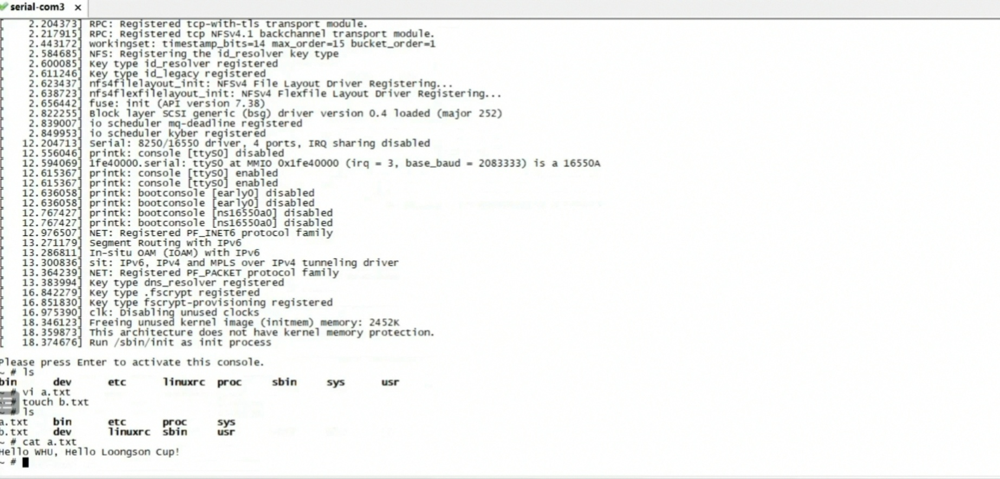 serial-com3 ×
[    2.204373] RPC: Registered tcp-with-tls transport module.
[    2.217915] RPC: Registered tcp NFSv4.1 backchannel transport module.
[    2.443172] workingset: timestamp_bits=14 max_order=15 bucket_order=1
[    2.584685] NFS: Registering the id_resolver key type
[    2.600085] Key type id_resolver registered
[    2.611246] Key type id_legacy registered
[    2.623437] nfs4filelayout_init: NFSv4 File Layout Driver Registering...
[    2.638723] nfs4flexfilelayout_init: NFSv4 Flexfile Layout Driver Registering...
[    2.656442] fuse: init (API version 7.38)
[    2.822255] Block layer SCSI generic (bsg) driver version 0.4 loaded (major 252)
[    2.839007] io scheduler mq-deadline registered
[    2.849953] io scheduler kyber registered
[   12.204713] Serial: 8250/16550 driver, 4 ports, IRQ sharing disabled
[   12.556046] printk: console [ttyS0] disabled
[   12.594069] 1fe40000.serial: ttyS0 at MMIO 0x1fe40000 (irq = 3, base_baud = 2083333) is a 16550A
[   12.615367] printk: console [ttyS0] enabled
[   12.615367] printk: console [ttyS0] enabled
[   12.636058] printk: bootconsole [early0] disabled
[   12.636058] printk: bootconsole [early0] disabled
[   12.767427] printk: bootconsole [ns16550a0] disabled
[   12.767427] printk: bootconsole [ns16550a0] disabled
[   12.976507] NET: Registered PF_INET6 protocol family
[   13.271179] Segment Routing with IPv6
[   13.286811] In-situ OAM (IOAM) with IPv6
[   13.300836] sit: IPv6, IPv4 and MPLS over IPv4 tunneling driver
[   13.364239] NET: Registered PF_PACKET protocol family
[   13.383994] Key type dns_resolver registered
[   16.842279] Key type .fscrypt registered
[   16.851830] Key type fscrypt-provisioning registered
[   16.975390] clk: Disabling unused clocks
[   18.346123] Freeing unused kernel image (initmem) memory: 2452K
[   18.359873] This architecture does not have kernel memory protection.
[   18.374676] Run /sbin/init as init process
Please press Enter to activate this console.
~ # ls
bin      dev      etc      linuxrc  proc     sbin     sys      usr
~ # vi a.txt
# touch b.txt
~ # ls
a.txt    bin      etc      proc     sys
b.txt    dev      linuxrc  sbin     usr
~ # cat a.txt
Hello WHU, Hello Loongson Cup!
~ #